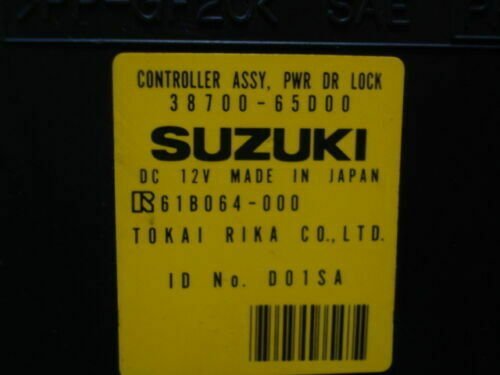 SAE
CONTROLLER ASSY, PWR DR LOCK
38700-65D00
SUZUKI
DC 12V MADE IN JAPAN
R 61B064-000
TOKAI RIKA CO., LTD.
ID No. D01SA